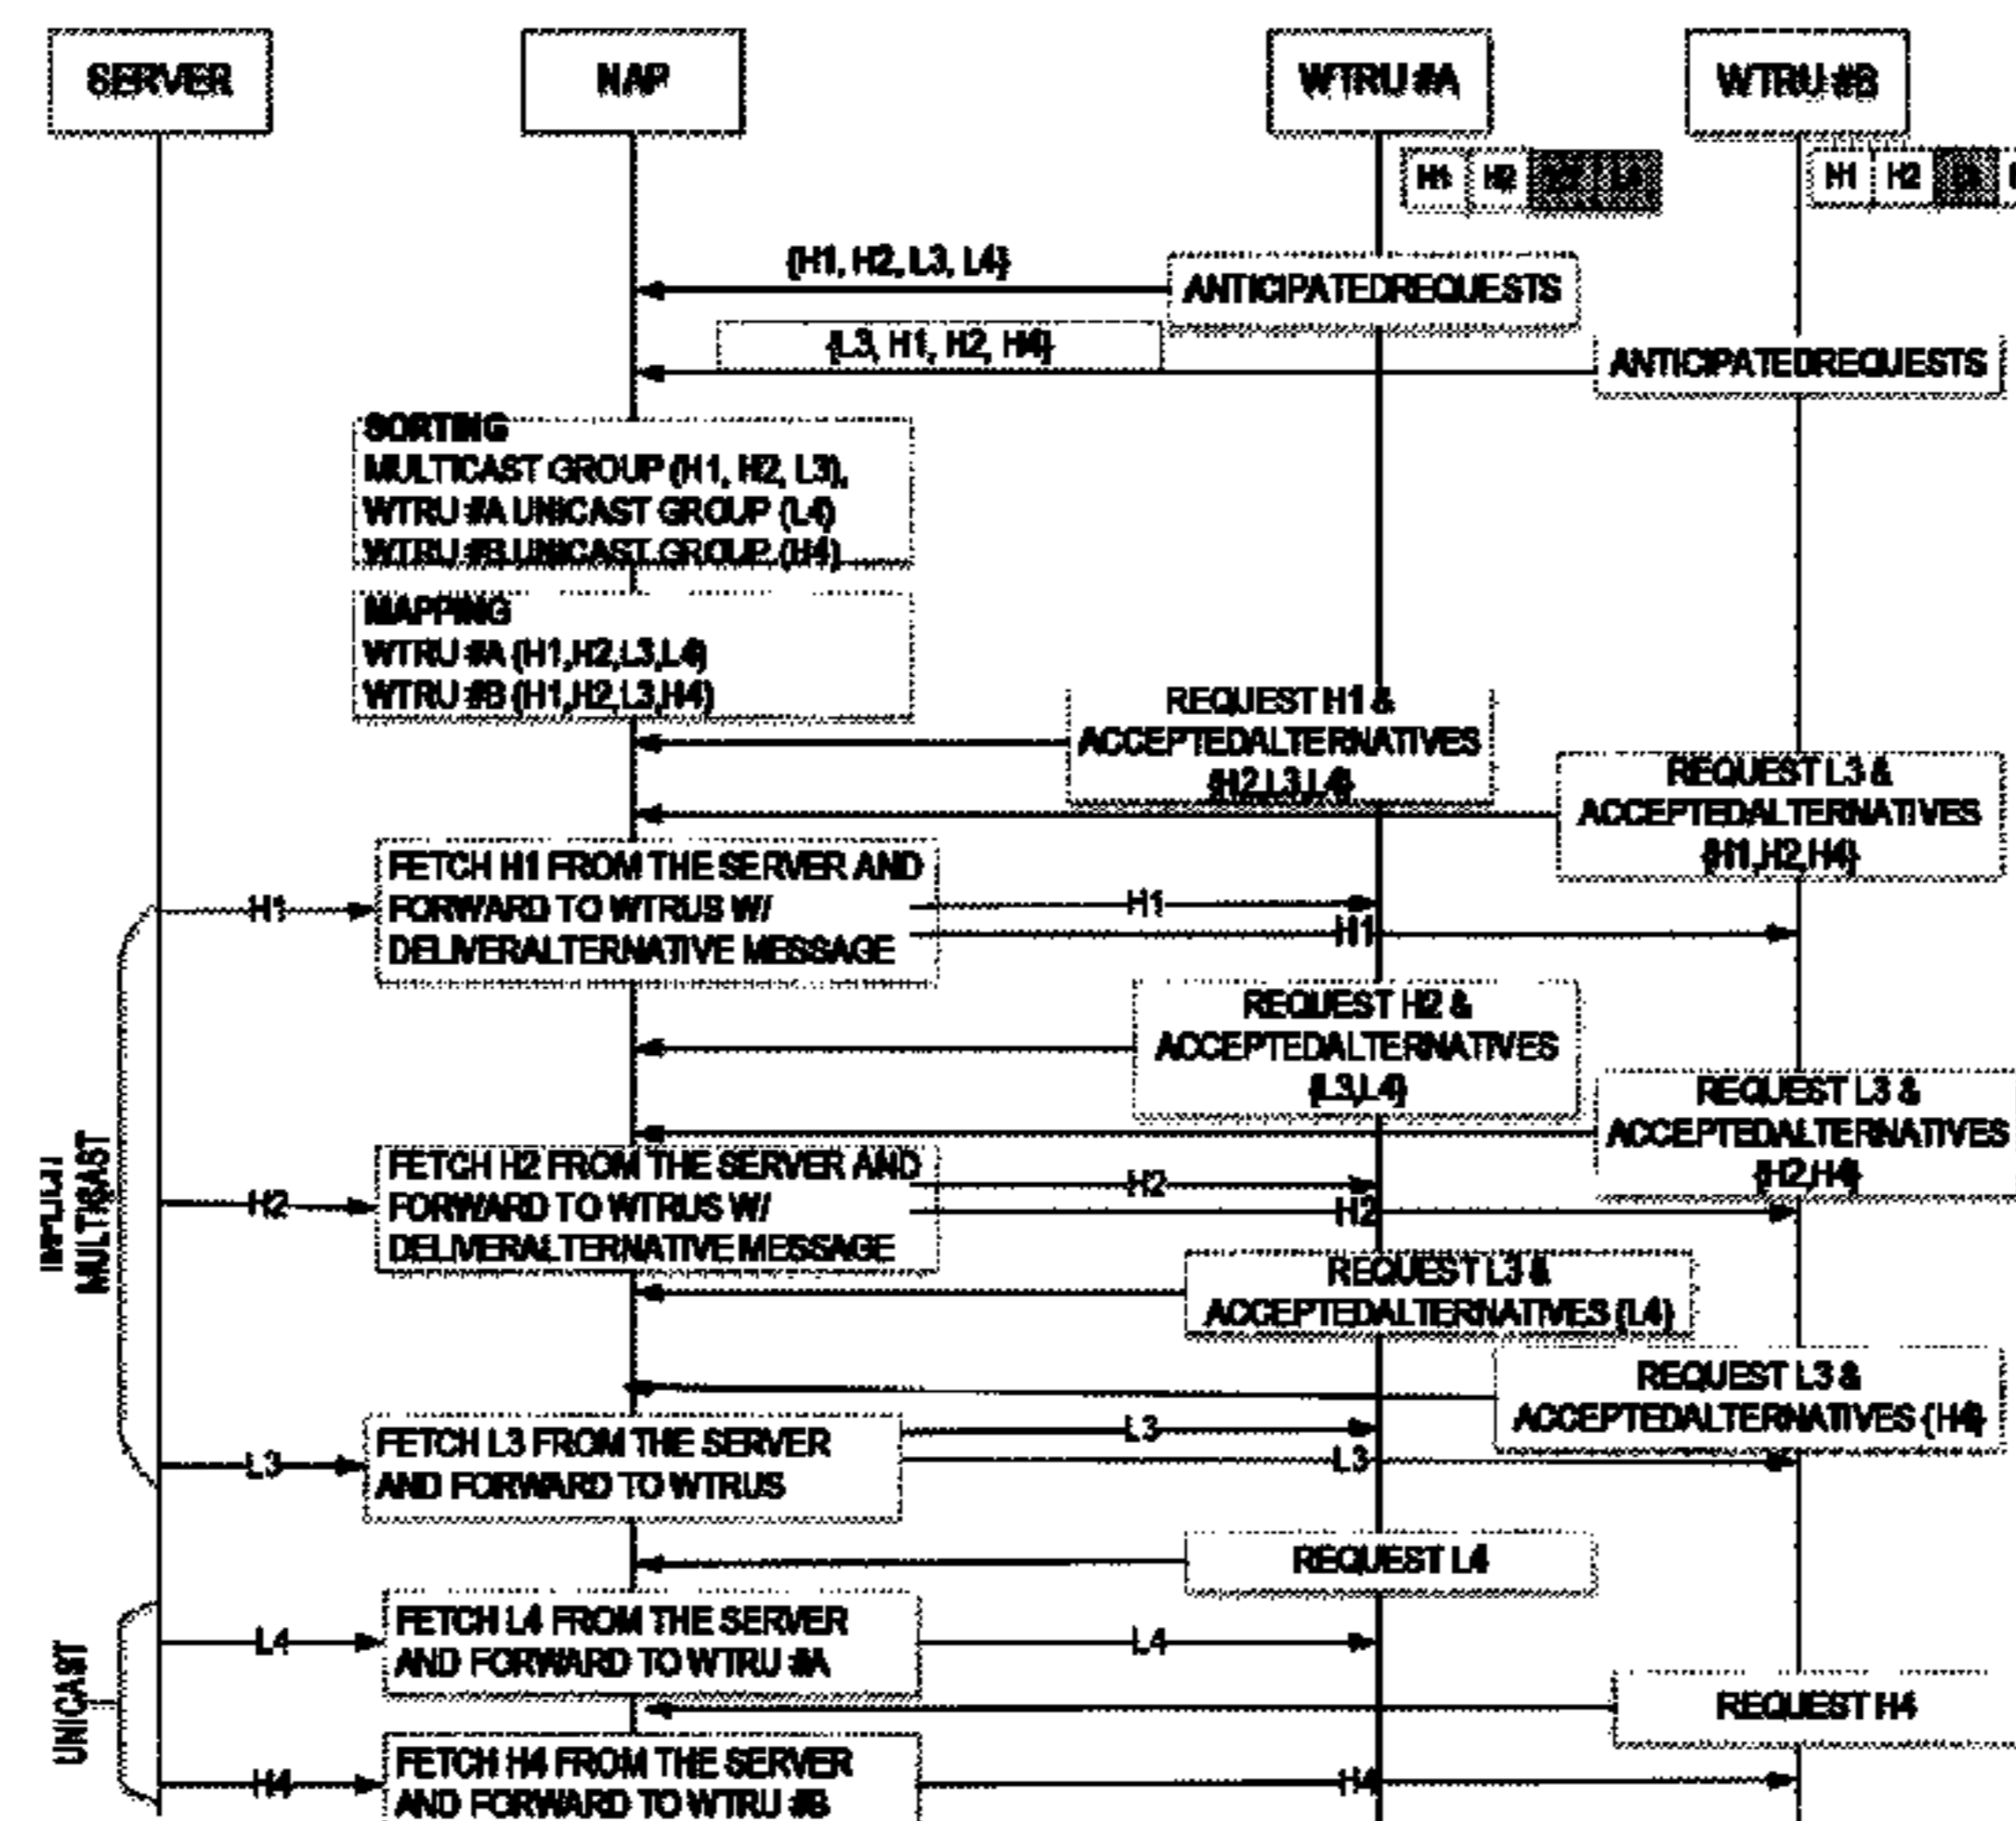 SERVER
NAP
WTRU #A
WTRU #B
H1 H2
H1 H2
{H1, H2, L3, L4}
ANTICIPATEDREQUESTS
{L3, H1, H2, H4}
ANTICIPATEDREQUESTS
SORTING
MULTICAST GROUP (H1, H2, L3),
WTRU #A UNICAST GROUP (L4)
WTRU #B UNICAST GROUP (H4)
MAPPING
WTRU #A (H1,H2,L3,L4)
WTRU #B (H1,H2,L3,H4)
REQUEST H1 &
ACCEPTEDALTERNATIVES
{H2,L3,L4}
REQUEST L3 &
ACCEPTEDALTERNATIVES
{H1,H2,H4}
FETCH H1 FROM THE SERVER AND
FORWARD TO WTRUS W/
DELIVERALTERNATIVE MESSAGE
H1
H1
H1
REQUEST H2 &
ACCEPTEDALTERNATIVES
{L3,L4}
REQUEST L3 &
ACCEPTEDALTERNATIVES
{H2,H4}
MULTICAST
FETCH H2 FROM THE SERVER AND
FORWARD TO WTRUS W/
DELIVERALTERNATIVE MESSAGE
H2
H2
H2
REQUEST L3 &
ACCEPTEDALTERNATIVES {L4}
REQUEST L3 &
ACCEPTEDALTERNATIVES {H4}
L3
FETCH L3 FROM THE SERVER
AND FORWARD TO WTRUS
L3
L3
REQUEST L4
UNICAST
L4
FETCH L4 FROM THE SERVER
AND FORWARD TO WTRU #A
L4
REQUEST H4
H4
FETCH H4 FROM THE SERVER
AND FORWARD TO WTRU #B
H4